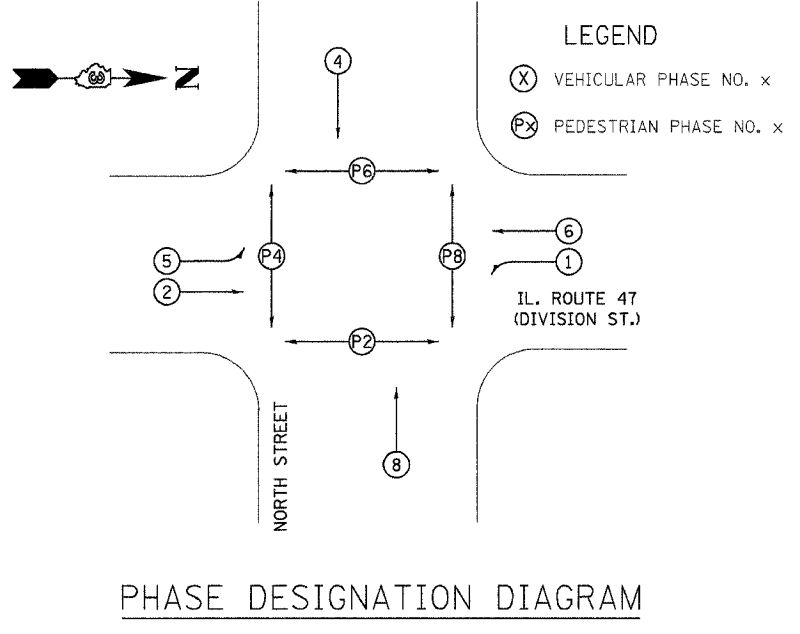 LEGEND
X VEHICULAR PHASE NO. x
Px PEDESTRIAN PHASE NO. x
N
3
4
P6
6
5
P4
P8
1
2
IL. ROUTE 47
(DIVISION ST.)
P2
NORTH STREET
8
PHASE DESIGNATION DIAGRAM